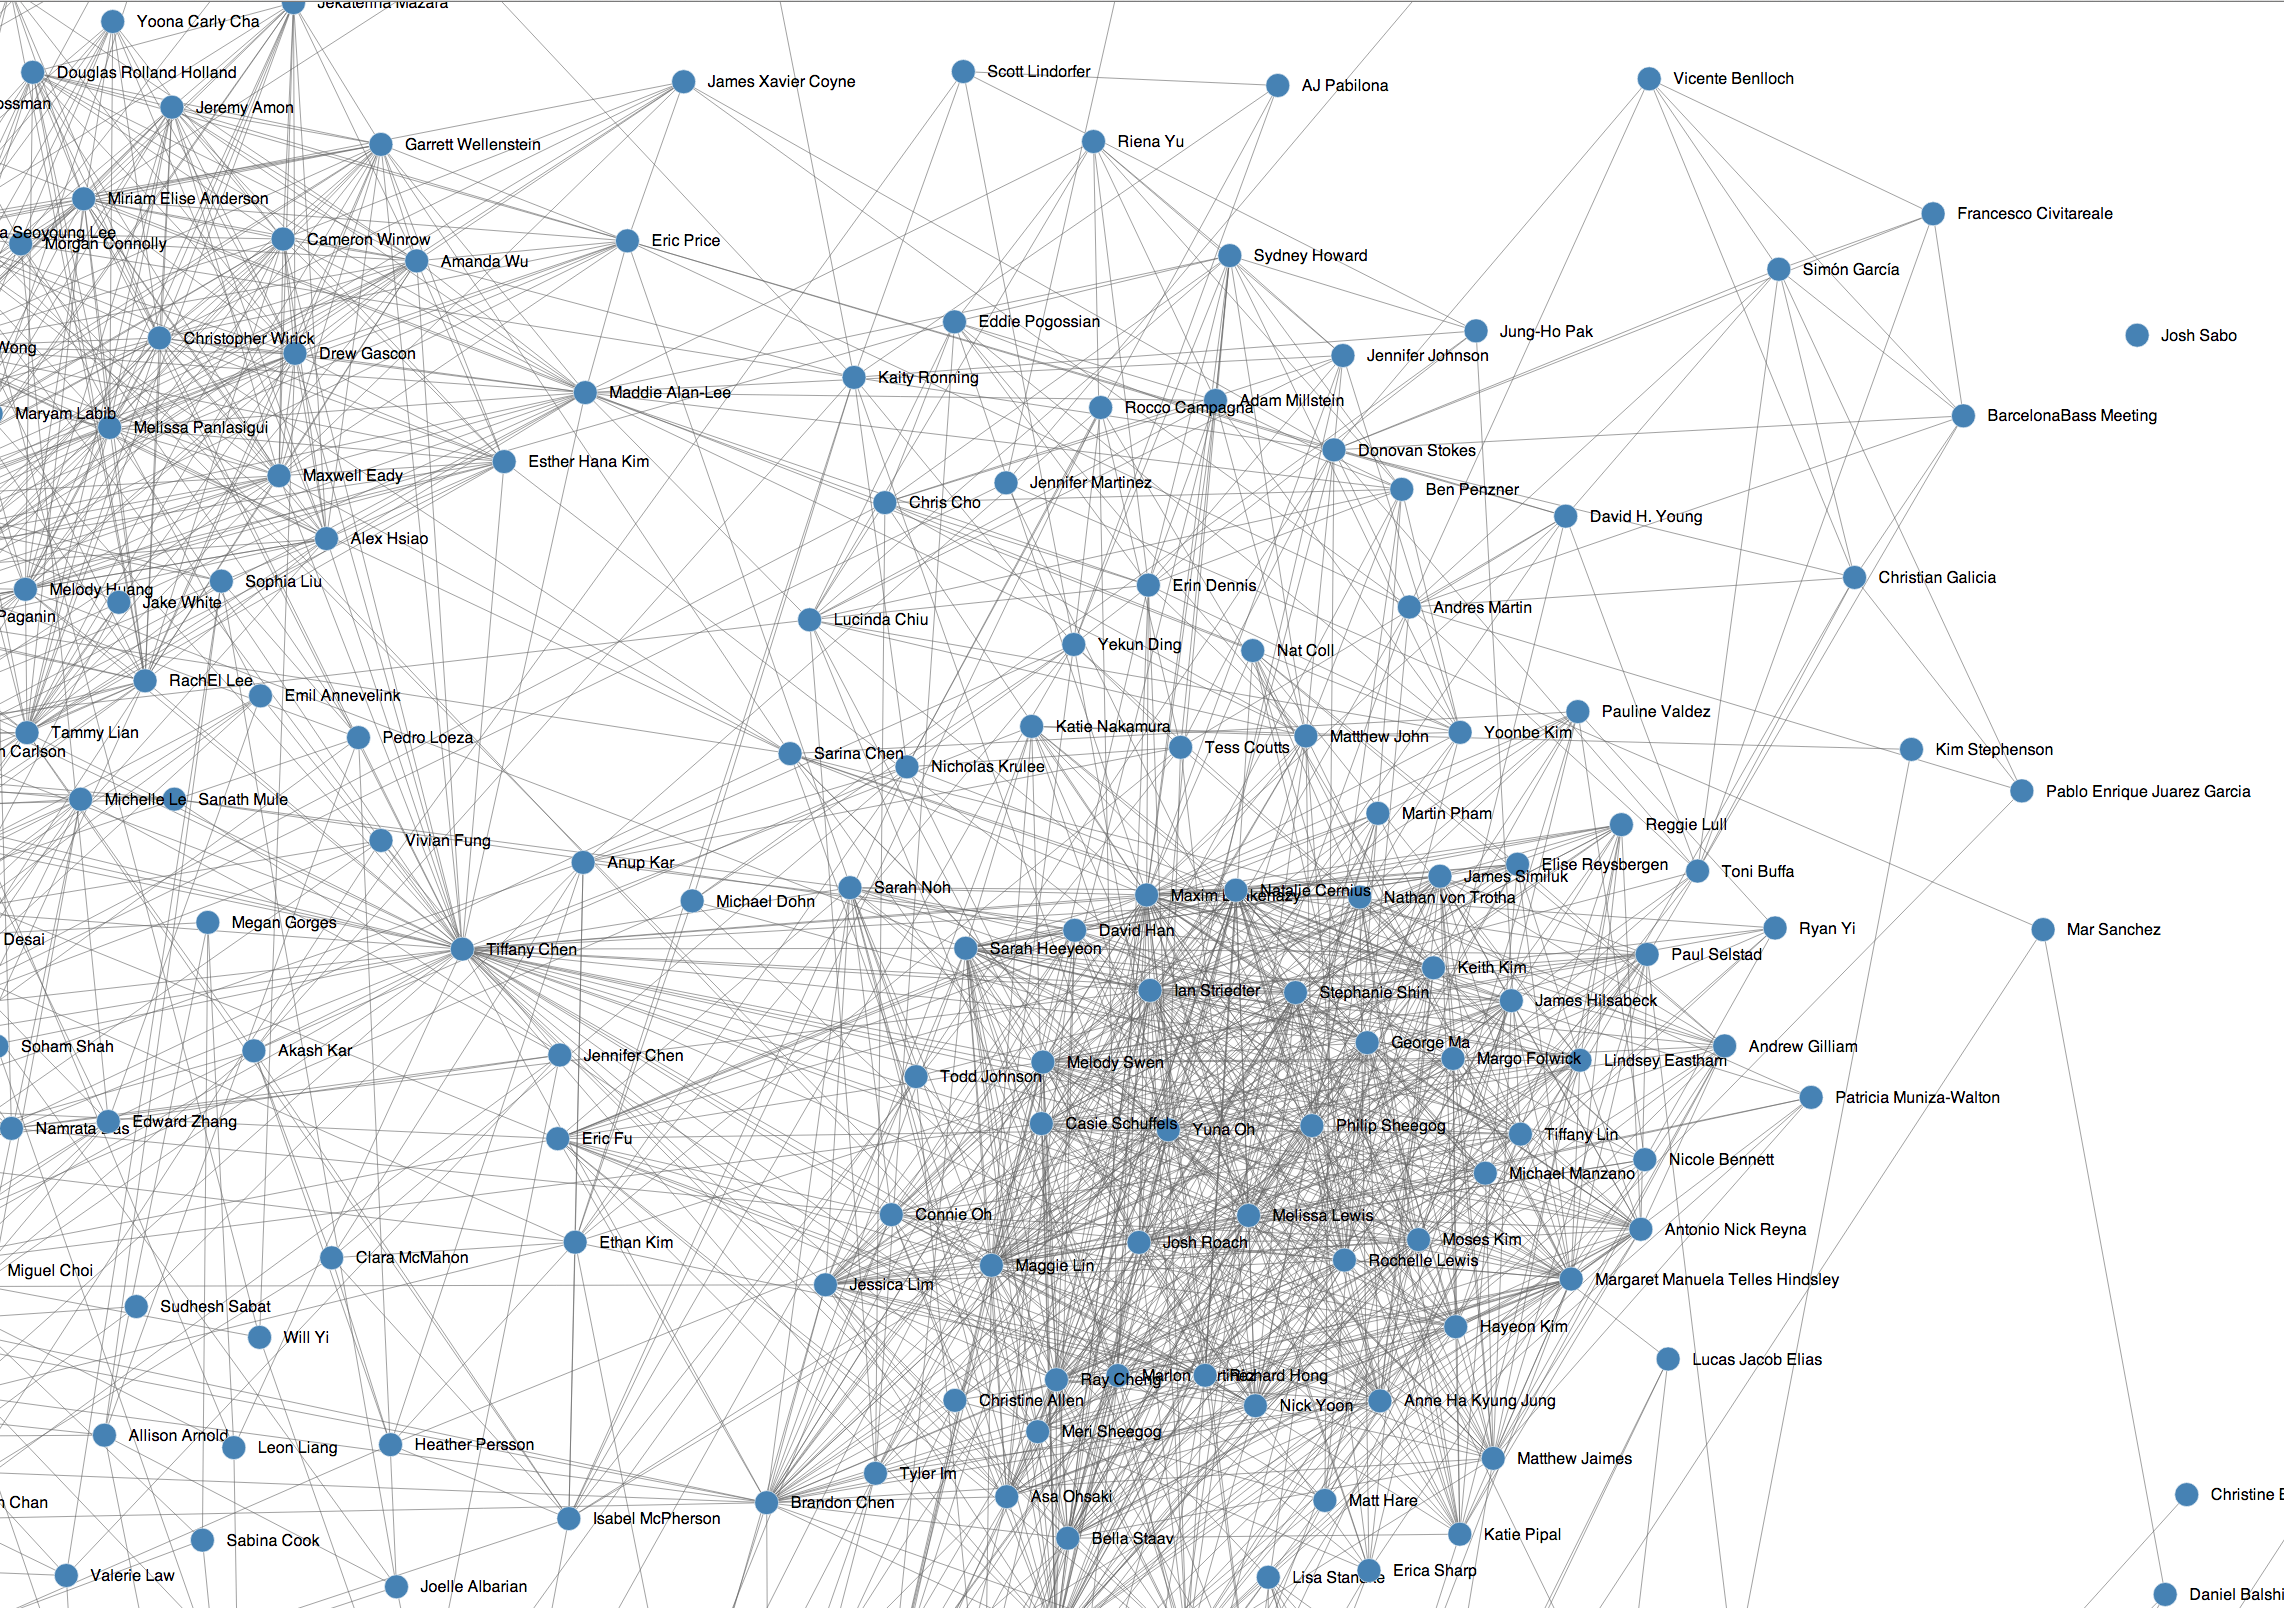 Jekaterina Mazara
Yoona Carly Cha
Douglas Rolland Holland
James Xavier Coyne
Scott Lindorfer
AJ Pabilona
Vicente Benlloch
ossman
Jeremy Amon
Garrett Wellenstein
Riena Yu
Miriam Elise Anderson
Francesco Civitareale
a Seoyoung Lee
Morgan Connolly
Cameron Winrow
Eric Price
Amanda Wu
Sydney Howard
Simón García
Eddie Pogossian
Jung-Ho Pak
Josh Sabo
Christopher Wirick
Wong
Drew Gascon
Jennifer Johnson
Kaity Ronning
Maddie Alan-Lee
Rocco Campagna
Adam Millstein
Maryam Labib
BarcelonaBass Meeting
Melissa Panlasigui
Donovan Stokes
Esther Hana Kim
Maxwell Eady
Jennifer Martinez
Ben Penzner
Chris Cho
David H. Young
Alex Hsiao
Sophia Liu
Melody Huang
Jake White
Erin Dennis
Christian Galicia
Paganin
Lucinda Chiu
Andres Martin
Yekun Ding
Nat Coll
RachEl Lee
Emil Annevelink
Pauline Valdez
Tammy Lian
Pedro Loeza
Katie Nakamura
Yoonbe Kim
Matthew John
n Carlson
Sarina Chen
Tess Coutts
Kim Stephenson
Nicholas Krulee
Michelle Le
Sanath Mule
Pablo Enrique Juarez Garcia
Martin Pham
Reggie Lull
Vivian Fung
Anup Kar
Elise Reysbergen
Toni Buffa
James Similuk
Sarah Noh
Natalie Cernius
Maxim
Nathan von Trotha
Michael Dohn
Megan Gorges
David Han
Ryan Yi
Mar Sanchez
Desai
Tiffany Chen
Sarah Heeyeon
Paul Selstad
Keith Kim
Ian Striedter
Stephanie Shin
James Hilsabeck
Soham Shah
Akash Kar
Jennifer Chen
George Ma
Andrew Gilliam
Melody Swen
Margo Folwick
Lindsey Eastham
Todd Johnson
Patricia Muniza-Walton
Namrata
Edward Zhang
Casie Schuffels
Yuna Oh
Philip Sheegog
Eric Fu
Tiffany Lin
Nicole Bennett
Michael Manzano
Connie Oh
Melissa Lewis
Antonio Nick Reyna
Ethan Kim
Josh Roach
Moses Kim
Clara McMahon
Maggie Lin
Rochelle Lewis
Miguel Choi
Jessica Lim
Margaret Manuela Telles Hindsley
Sudhesh Sabat
Hayeon Kim
Will Yi
Lucas Jacob Elias
Ray Cheng
Marlon
Richard Hong
Christine Allen
Nick Yoon
Anne Ha Kyung Jung
Meri Sheegog
Allison Arnold
Leon Liang
Heather Persson
Matthew Jaimes
Tyler Im
n Chan
Brandon Chen
Asa Ohsaki
Matt Hare
Christine E
Isabel McPherson
Sabina Cook
Bella Staav
Katie Pipal
Valerie Law
Joelle Albarian
Lisa
Erica Sharp
Daniel Balshi